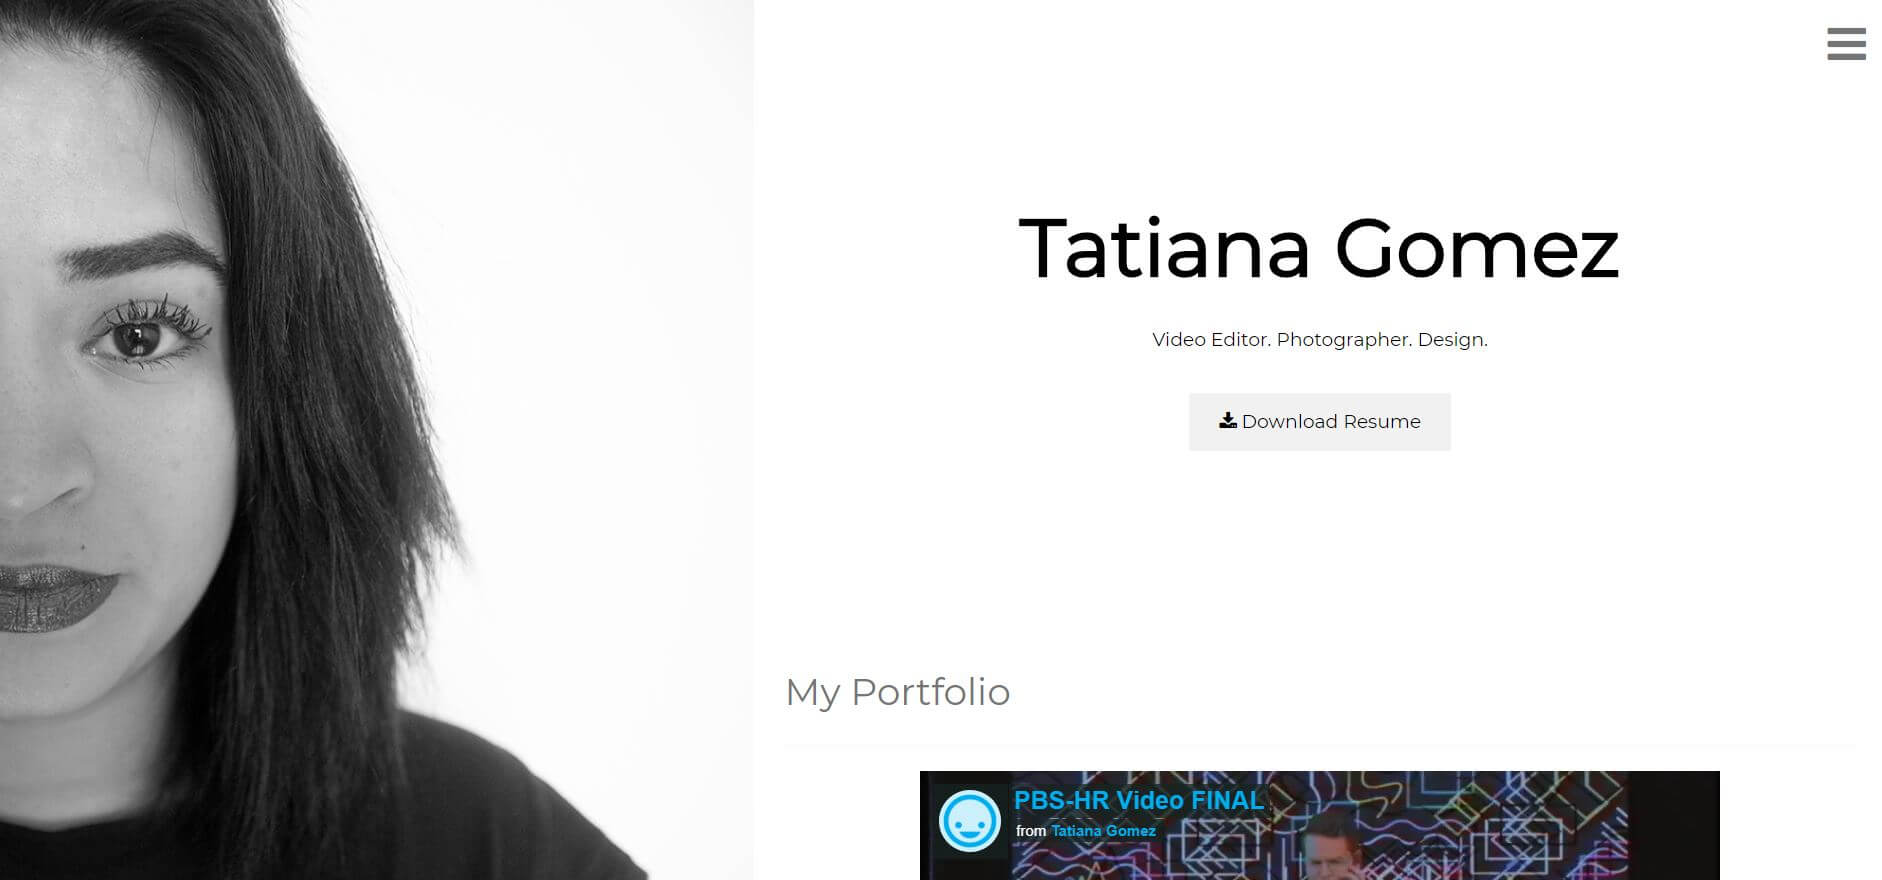 Tatiana Gomez
Video Editor. Photographer. Design.
Download Resume
My Portfolio
PBS-HR Video FINAL
from Tatiana Gomez